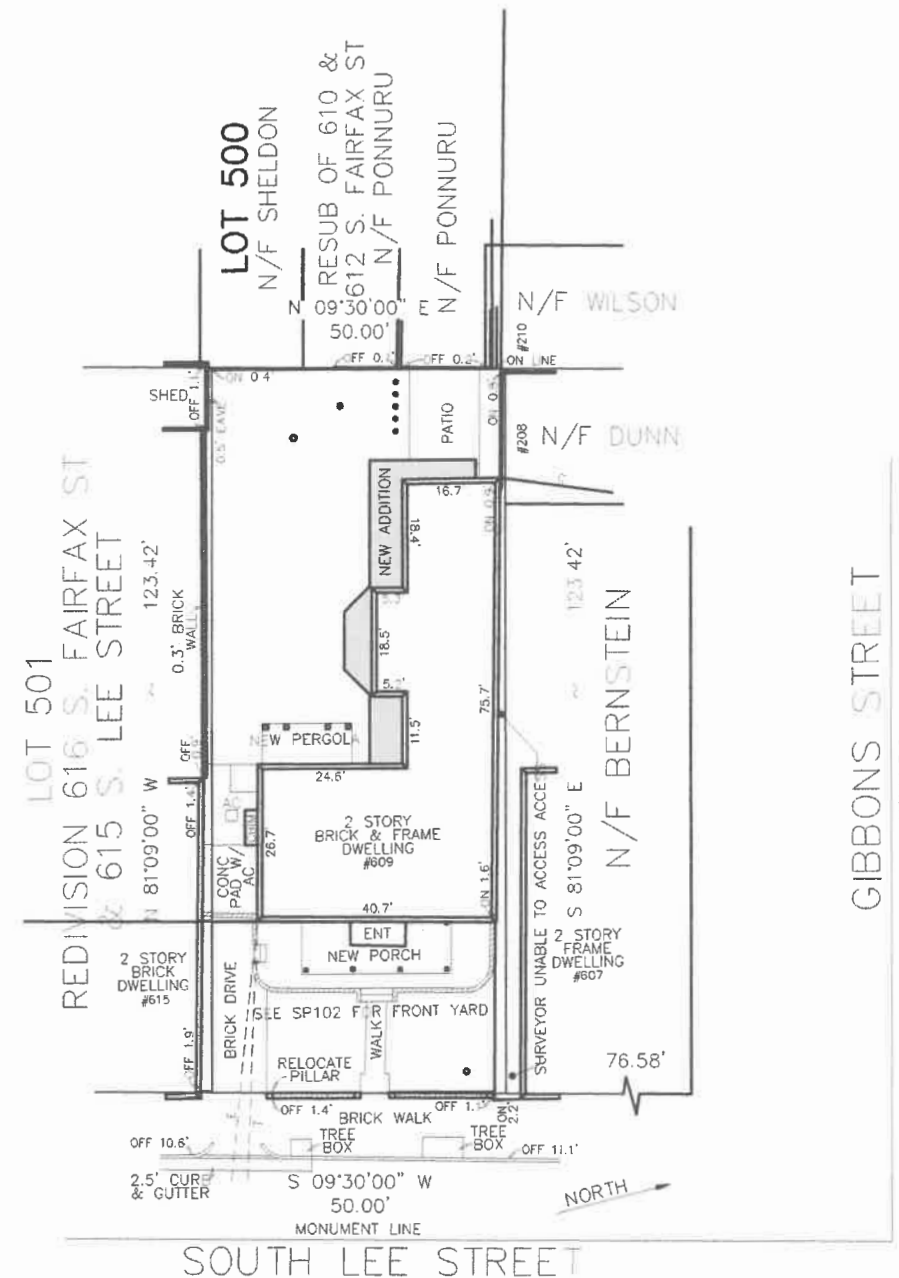 LOT 500
N/F SHELDON
RESUB OF 610 &
612 S. FAIRFAX ST
N/F PONNURU
N/F PONNURU
N 09°30'00" E
50.00'
N/F WILSON
#210
ON LINE
OFF 0.2'
ON 0.4'
SHED
OFF 1.1'
0.5' EAVE
PATIO
ON 0.8'
#208
N/F DUNN
LOT 501
REDIVISION 616 S. FAIRFAX ST
& 615 S. LEE STREET
N 81°09'00" W ~ 123.42'
0.3' BRICK
WALL
OFF
NEW ADDITION
16.7
18.4'
ON 0.9'
18.5'
11.5'
75.7'
NEW PERGOLA
24.6'
OFF 1.4'
26.7
CONC
PAD W/
AC
2 STORY
BRICK & FRAME
DWELLING
#609
40.7'
ON 1.6'
S 81°09'00" E ~ 123.42'
N/F BERNSTEIN
SURVEYOR UNABLE TO ACCESS
GIBBONS STREET
2 STORY
BRICK
DWELLING
#615
OFF 1.9'
BRICK DRIVE
ENT
NEW PORCH
SEE SP102 FOR FRONT YARD
WALK
RELOCATE
PILLAR
2 STORY
FRAME
DWELLING
#607
76.58'
OFF 1.4'
BRICK WALK
ON
2.2'
TREE
BOX
TREE
BOX
OFF 10.6'
OFF 11.1'
2.5' CURB
& GUTTER
S 09°30'00" W
50.00'
MONUMENT LINE
NORTH
SOUTH LEE STREET